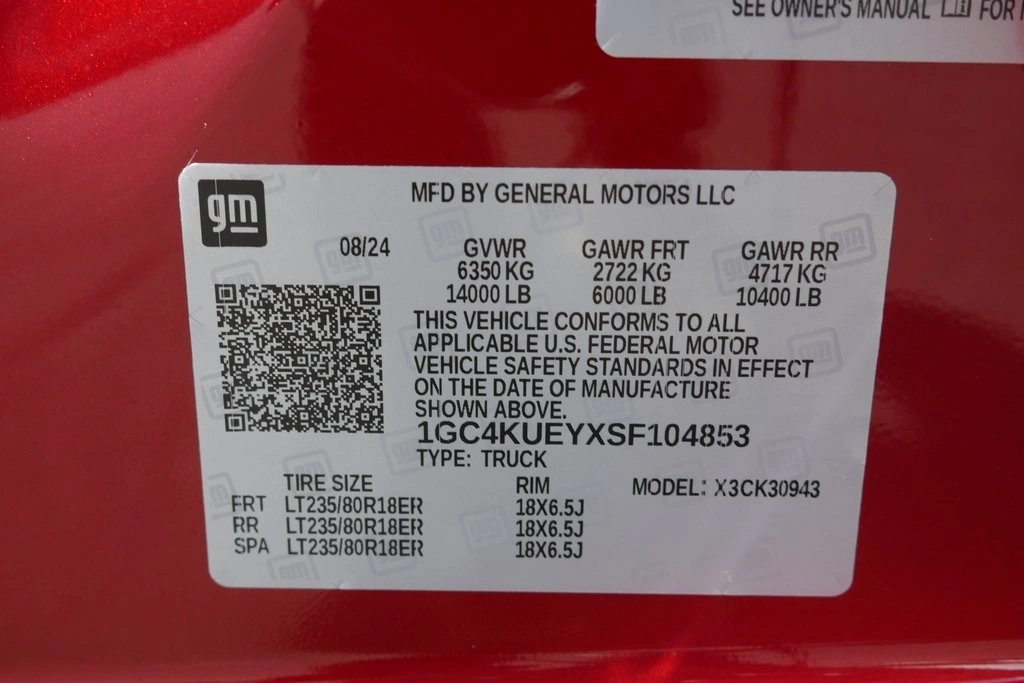 SEE OWNER'S MANUAL FOR
gm
MFD BY GENERAL MOTORS LLC
08/24 GVWR GAWR FRT GAWR RR
6350 KG 2722 KG 4717 KG
14000 LB 6000 LB 10400 LB
THIS VEHICLE CONFORMS TO ALL
APPLICABLE U.S. FEDERAL MOTOR
VEHICLE SAFETY STANDARDS IN EFFECT
ON THE DATE OF MANUFACTURE
SHOWN ABOVE.
1GC4KUEYXSF104853
TYPE: TRUCK
TIRE SIZE RIM MODEL: X3CK30943
FRT LT235/80R18ER 18X6.5J
RR LT235/80R18ER 18X6.5J
SPA LT235/80R18ER 18X6.5J